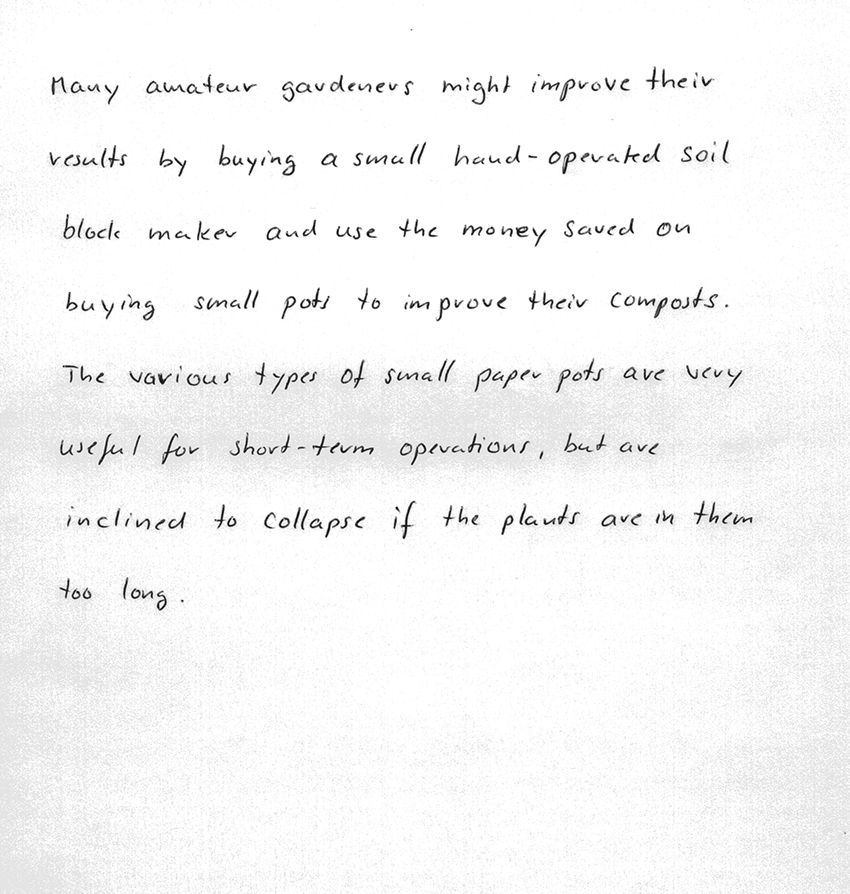 Many amateur gardeners might improve their
results by buying a small hand-operated soil
block maker and use the money saved on
buying small pots to improve their composts.
The various types of small paper pots are very
useful for short-term operations, but are
inclined to collapse if the plants are in them
too long.